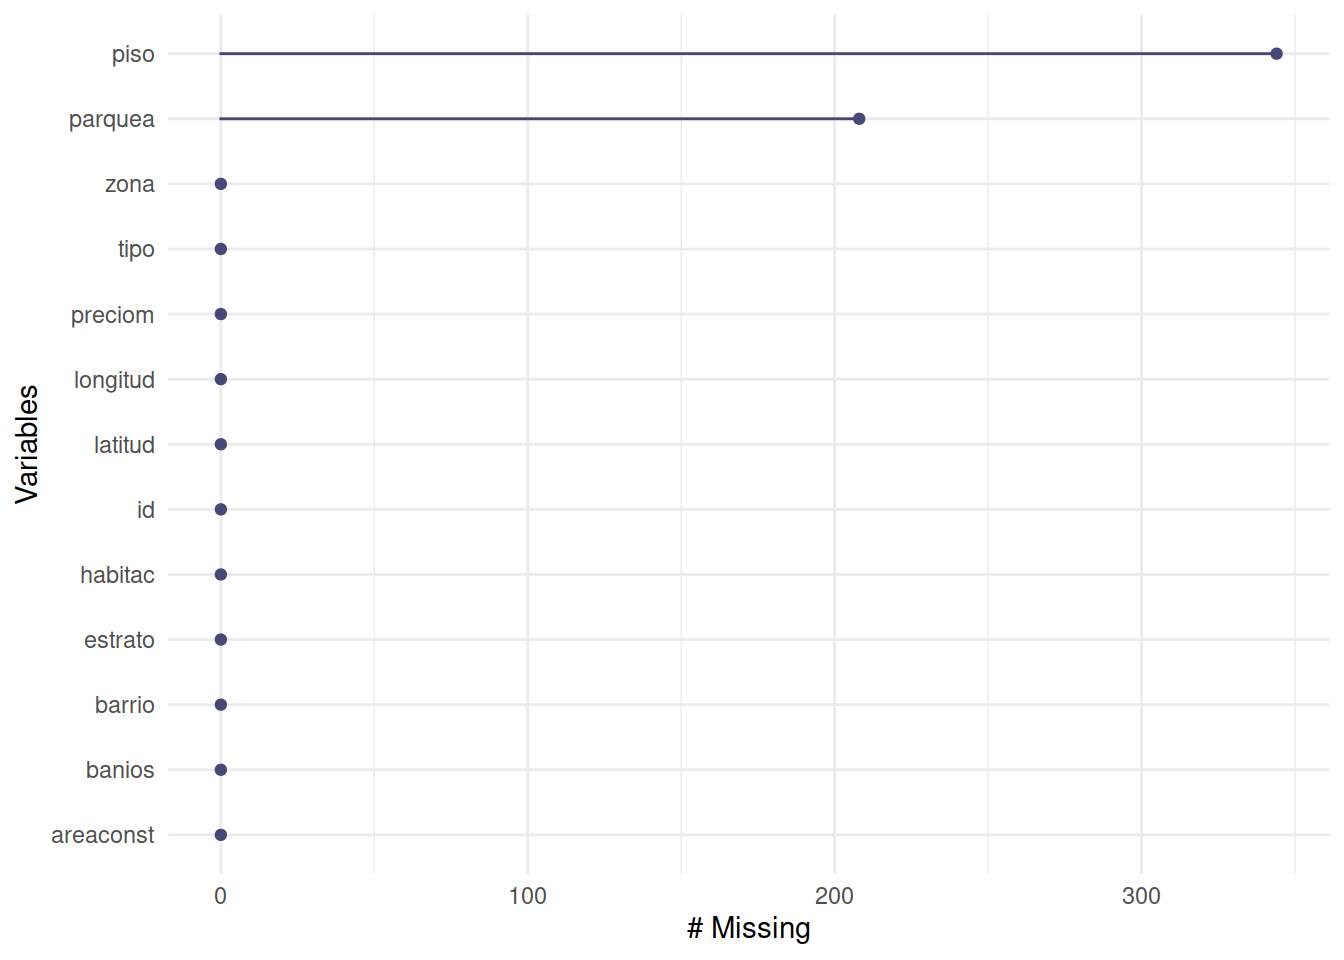 piso
parquea
zona
tipo
preciom
longitud
latitud
id
habitac
estrato
barrio
banios
areaconst
Variables
0 100 200 300
# Missing